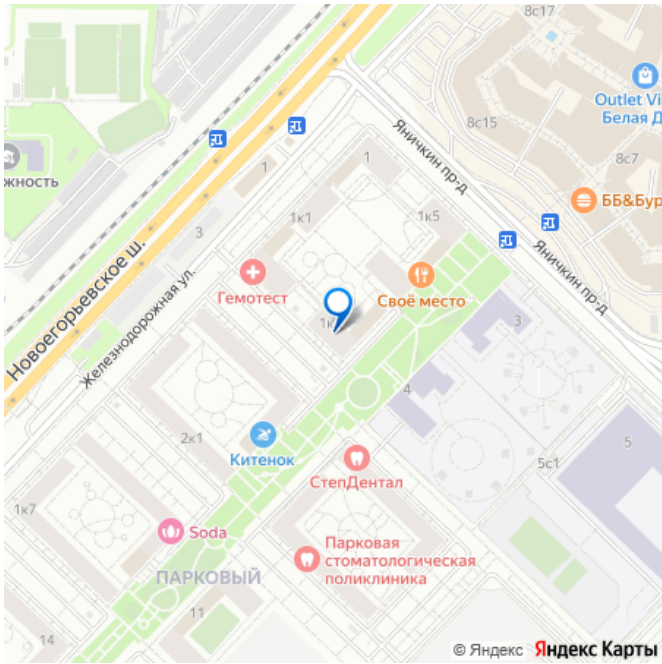 8с17
Outlet Vi
Белая Д
8с15
8с7
Яничкин пр-д
ЖНОСТЬ
1
1
ББ&Бур
1к1
1к5
3
Новоегорьевское ш.
Гемотест
Своё место
Яничкин пр-д
Железнодорожная ул.
3
4
2к1
Китенок
5
СтепДентал
5с1
1к7
Soda
Парковая
стоматологическая
поликлиника
ПАРКОВЫЙ
11
14
© Яндекс Яндекс Карты